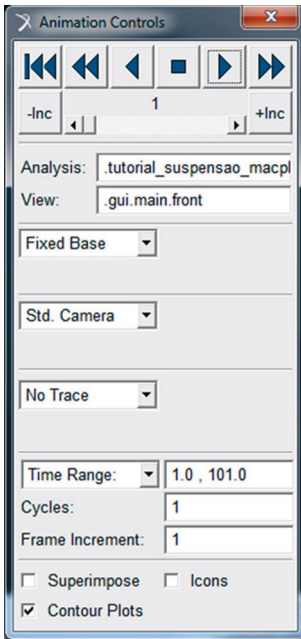 Animation Controls
1
-Inc
+Inc
Analysis: .tutorial_suspensao_macpl
View: .gui.main.front
Fixed Base
Std. Camera
No Trace
Time Range: 1.0 , 101.0
Cycles: 1
Frame Increment: 1
Superimpose Icons
Contour Plots